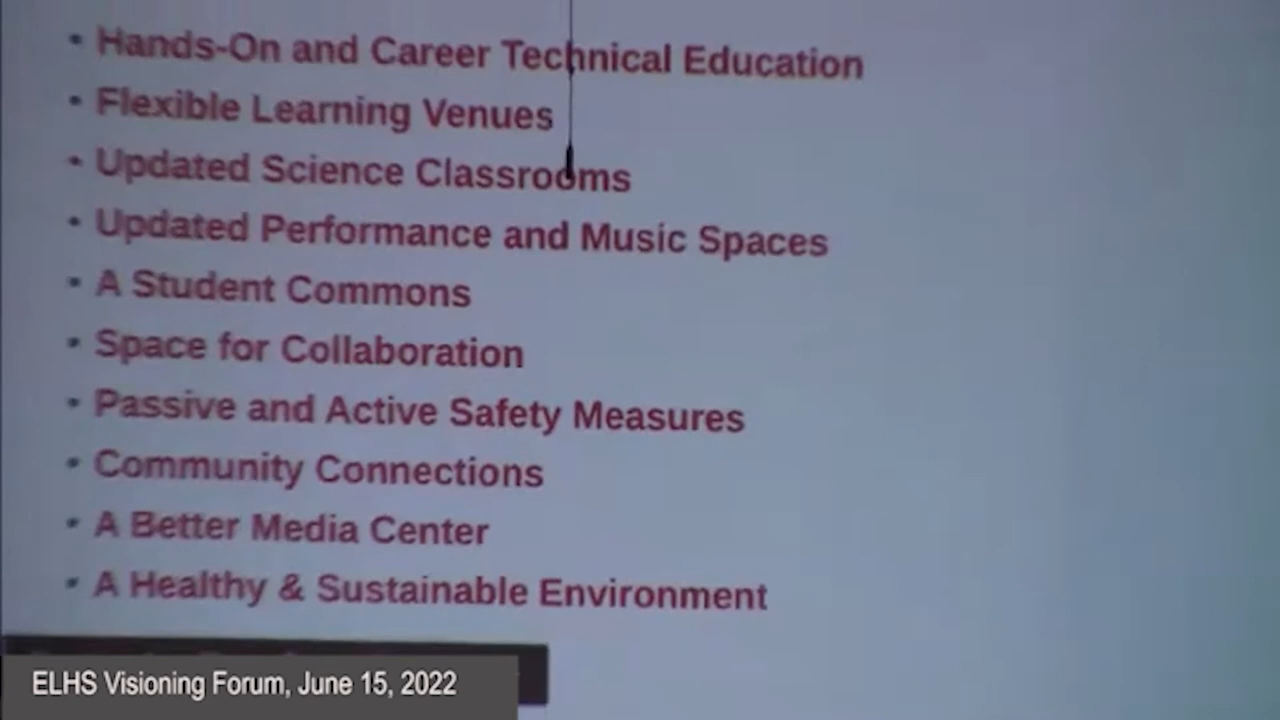 • Hands-On and Career Technical Education
• Flexible Learning Venues
• Updated Science Classrooms
• Updated Performance and Music Spaces
• A Student Commons
• Space for Collaboration
• Passive and Active Safety Measures
• Community Connections
• A Better Media Center
• A Healthy & Sustainable Environment
ELHS Visioning Forum, June 15, 2022